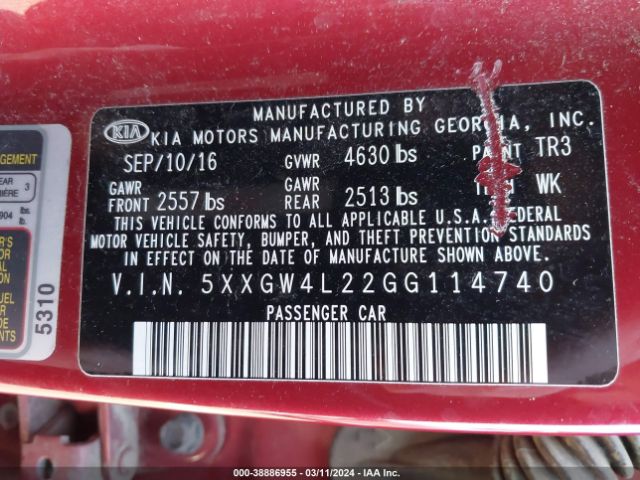 MANUFACTURED BY
KIA KIA MOTORS MANUFACTURING GEORGIA, INC.
SEP/10/16 GVWR 4630 lbs PAINT TR3
GAWR FRONT 2557 lbs GAWR REAR 2513 lbs WK
THIS VEHICLE CONFORMS TO ALL APPLICABLE U.S.A. FEDERAL
MOTOR VEHICLE SAFETY, BUMPER, AND THEFT PREVENTION STANDARDS
IN EFFECT ON THE DATE OF MANUFACTURE SHOWN ABOVE.
V.I.N. 5XXGW4L22GG114740
PASSENGER CAR
5310
000-38886955 - 03/11/2024 - IAA Inc.